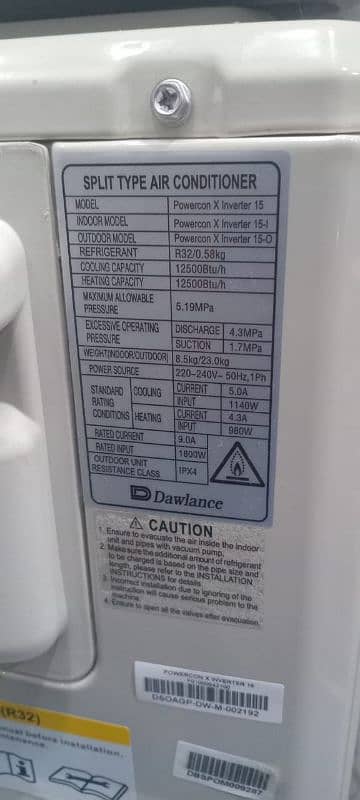 SPLIT TYPE AIR CONDITIONER
MODEL Powercon X Inverter 15
INDOOR MODEL Powercon X Inverter 15-I
OUTDOOR MODEL Powercon X Inverter 15-O
REFRIGERANT R32/0.58kg
COOLING CAPACITY 12500Btu/h
HEATING CAPACITY 12500Btu/h
MAXIMUM ALLOWABLE
PRESSURE 5.19MPa
EXCESSIVE OPERATING DISCHARGE 4.3MPa
PRESSURE SUCTION 1.7MPa
WEIGHT(INDOOR/OUTDOOR) 8.5kg/23.0kg
POWER SOURCE 220-240V~ 50Hz,1Ph
STANDARD COOLING CURRENT 5.0A
RATING INPUT 1140W
CONDITIONS HEATING CURRENT 4.3A
INPUT 980W
RATED CURRENT 9.0A
RATED INPUT 1800W
OUTDOOR UNIT
RESISTANCE CLASS IPX4
Dawlance
CAUTION
1. Ensure to evacuate the air inside the indoor
unit and pipes with vacuum pump.
2. Make sure the additional amount of refrigerent
to be charged is based on the pipe size and
length, please refer to the INSTALLATION
INSTRUCTIONS for details.
3. Incorrect installation due to ignoring of the
instruction will cause serious problem to the
machine.
4. Ensure to open all the valves after evacuation.
POWERCON X INVERTER 15
DSOAGP-DW-M-002192
(R32)
before installation,